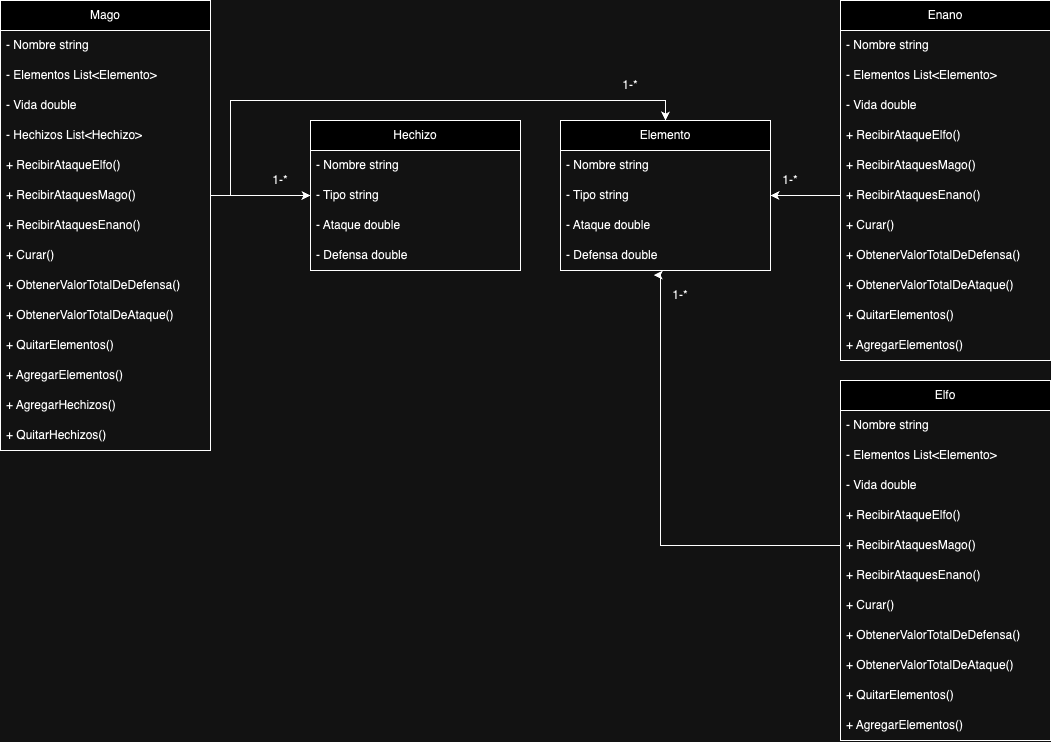 Mago
- Nombre string
- Elementos List<Elemento>
- Vida double
- Hechizos List<Hechizo>
+ RecibirAtaqueElfo()
+ RecibirAtaquesMago()
+ RecibirAtaquesEnano()
+ Curar()
+ ObtenerValorTotalDeDefensa()
+ ObtenerValorTotalDeAtaque()
+ QuitarElementos()
+ AgregarElementos()
+ AgregarHechizos()
+ QuitarHechizos()
1-*
Hechizo
- Nombre string
- Tipo string
- Ataque double
- Defensa double
1-*
Elemento
- Nombre string
- Tipo string
- Ataque double
- Defensa double
1-*
1-*
Enano
- Nombre string
- Elementos List<Elemento>
- Vida double
+ RecibirAtaqueElfo()
+ RecibirAtaquesMago()
+ RecibirAtaquesEnano()
+ Curar()
+ ObtenerValorTotalDeDefensa()
+ ObtenerValorTotalDeAtaque()
+ QuitarElementos()
+ AgregarElementos()
Elfo
- Nombre string
- Elementos List<Elemento>
- Vida double
+ RecibirAtaqueElfo()
+ RecibirAtaquesMago()
+ RecibirAtaquesEnano()
+ Curar()
+ ObtenerValorTotalDeDefensa()
+ ObtenerValorTotalDeAtaque()
+ QuitarElementos()
+ AgregarElementos()